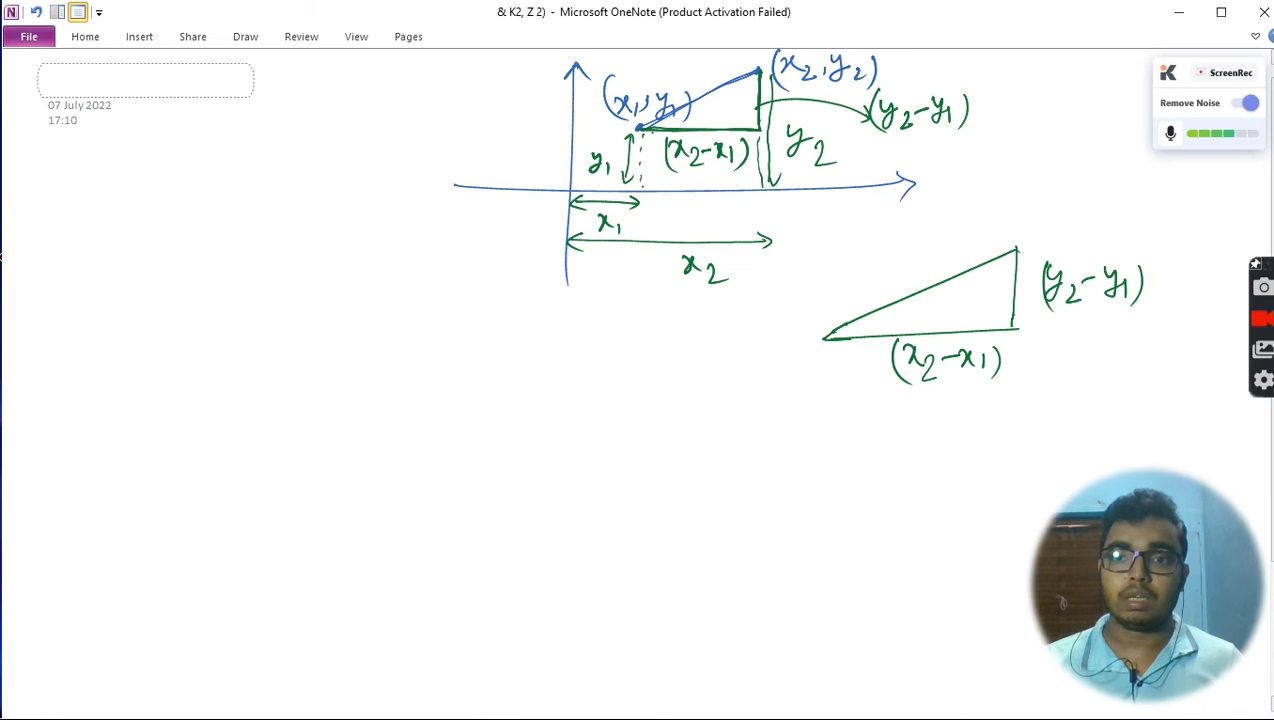 & K2, Z 2) - Microsoft OneNote (Product Activation Failed)
File Home Insert Share Draw Review View Pages
ScreenRec
Remove Noise
07 July 2022
17:10
(x₁, y₁)
(x₂, y₂)
(y₂-y₁)
y₁
(x₂-x₁)
y₂
x₁
x₂
(y₂-y₁)
(x₂-x₁)